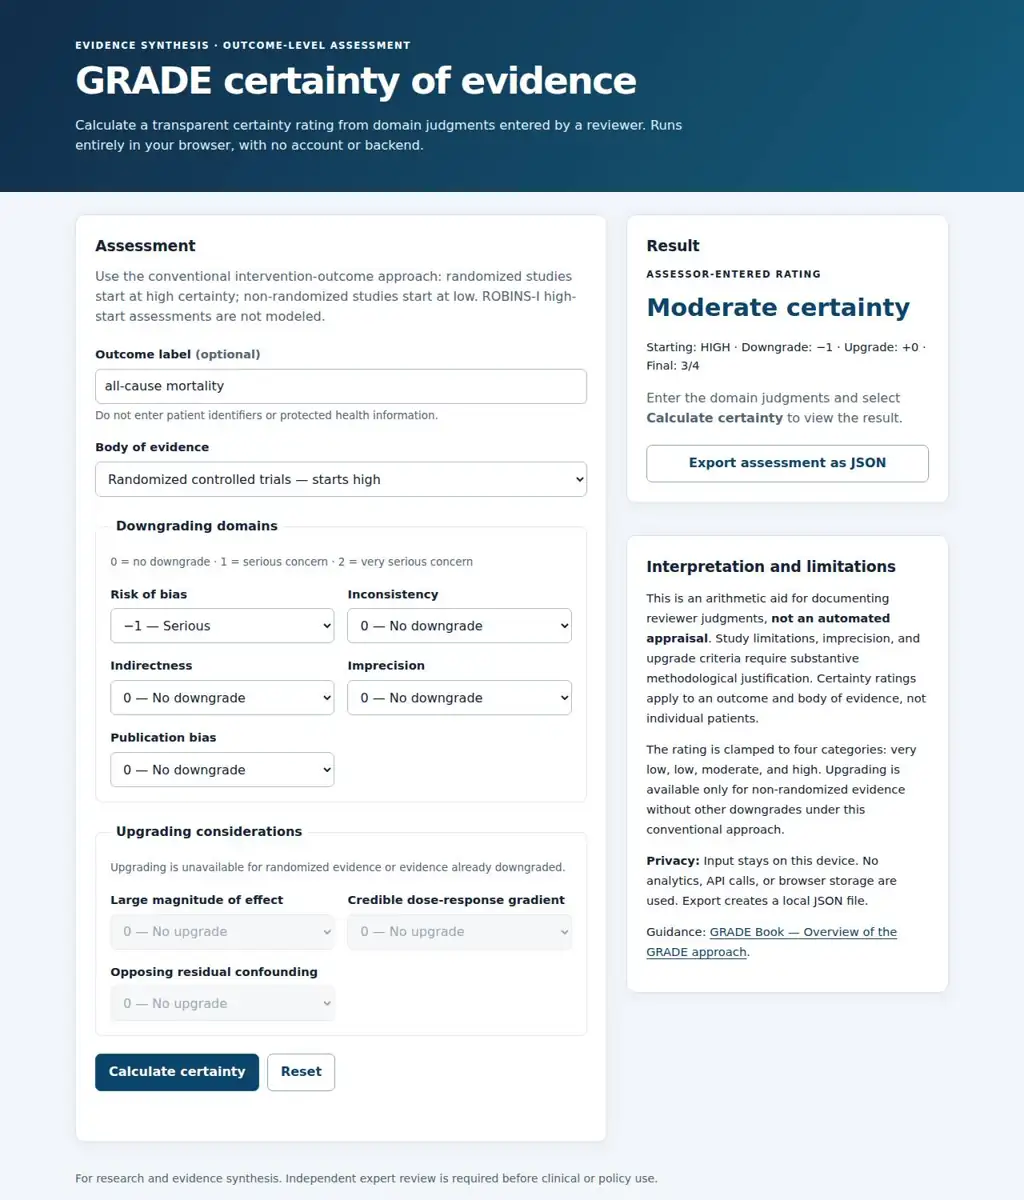 EVIDENCE SYNTHESIS · OUTCOME-LEVEL ASSESSMENT
GRADE certainty of evidence
Calculate a transparent certainty rating from domain judgments entered by a reviewer. Runs
entirely in your browser, with no account or backend.
Assessment
Use the conventional intervention-outcome approach: randomized studies
start at high certainty; non-randomized studies start at low. ROBINS-I high-
start assessments are not modeled.
Outcome label (optional)
all-cause mortality
Do not enter patient identifiers or protected health information.
Body of evidence
Randomized controlled trials — starts high
Downgrading domains
0 = no downgrade · 1 = serious concern · 2 = very serious concern
Risk of bias
−1 — Serious
Inconsistency
0 — No downgrade
Indirectness
0 — No downgrade
Imprecision
0 — No downgrade
Publication bias
0 — No downgrade
Upgrading considerations
Upgrading is unavailable for randomized evidence or evidence already downgraded.
Large magnitude of effect
0 — No upgrade
Credible dose-response gradient
0 — No upgrade
Opposing residual confounding
0 — No upgrade
Calculate certainty
Reset
Result
ASSESSOR-ENTERED RATING
Moderate certainty
Starting: HIGH · Downgrade: −1 · Upgrade: +0 ·
Final: 3/4
Enter the domain judgments and select
Calculate certainty to view the result.
Export assessment as JSON
Interpretation and limitations
This is an arithmetic aid for documenting
reviewer judgments, not an automated
appraisal. Study limitations, imprecision, and
upgrade criteria require substantive
methodological justification. Certainty ratings
apply to an outcome and body of evidence, not
individual patients.
The rating is clamped to four categories: very
low, low, moderate, and high. Upgrading is
available only for non-randomized evidence
without other downgrades under this
conventional approach.
Privacy: Input stays on this device. No
analytics, API calls, or browser storage are
used. Export creates a local JSON file.
Guidance: GRADE Book — Overview of the
GRADE approach.
For research and evidence synthesis. Independent expert review is required before clinical or policy use.